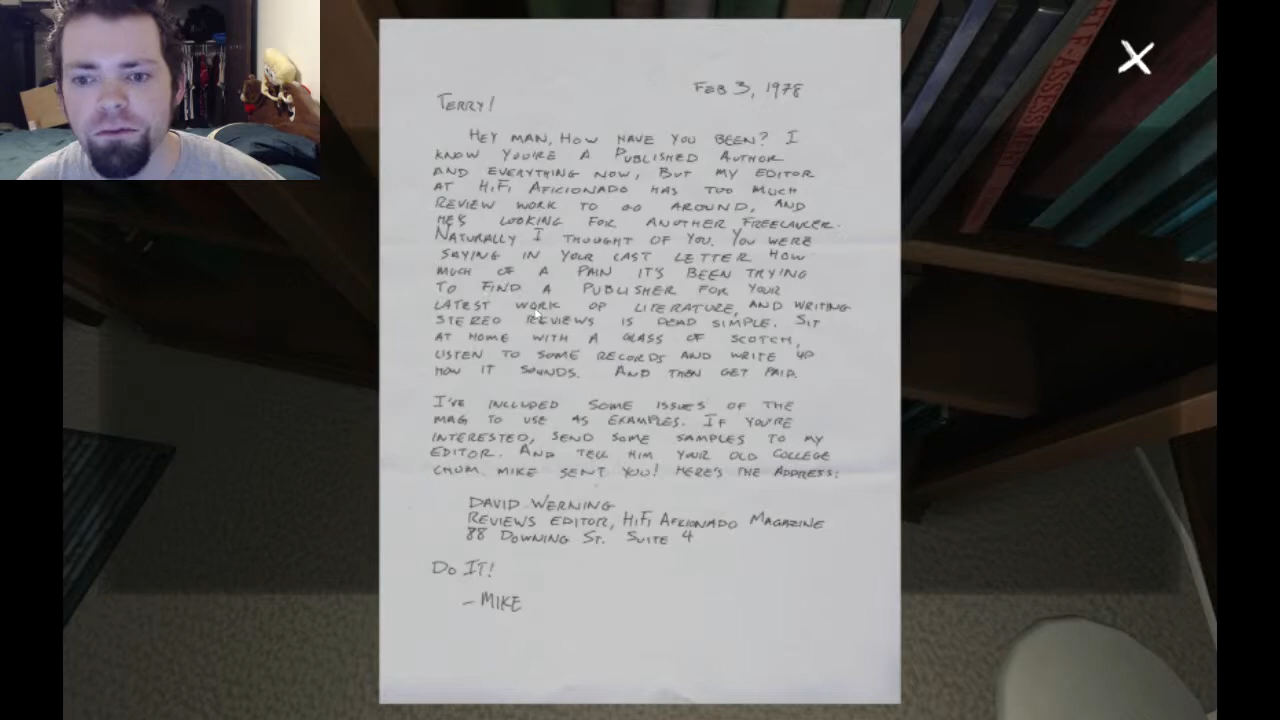 FEB 3, 1978
TERRY!
HEY MAN, HOW HAVE YOU BEEN? I
KNOW YOU'RE A PUBLISHED AUTHOR
AND EVERYTHING NOW, BUT MY EDITOR
AT HIFI AFICIONADO HAS TOO MUCH
REVIEW WORK TO GO AROUND, AND
HE'S LOOKING FOR ANOTHER FREELANCER.
NATURALLY I THOUGHT OF YOU. YOU WERE
SAYING IN YOUR LAST LETTER HOW
MUCH OF A PAIN IT'S BEEN TRYING
TO FIND A PUBLISHER FOR YOUR
LATEST WORK OF LITERATURE, AND WRITING
STEREO REVIEWS IS DEAD SIMPLE. SIT
AT HOME WITH A GLASS OF SCOTCH,
LISTEN TO SOME RECORDS AND WRITE UP
HOW IT SOUNDS. AND THEN GET PAID.
I'VE INCLUDED SOME ISSUES OF THE
MAG TO USE AS EXAMPLES. IF YOU'RE
INTERESTED, SEND SOME SAMPLES TO MY
EDITOR. AND TELL HIM YOUR OLD COLLEGE
CHUM MIKE SENT YOU! HERE'S THE ADDRESS:
DAVID WERNING
REVIEWS EDITOR, HIFI AFICIONADO MAGAZINE
88 DOWNING ST. SUITE 4
DO IT!
- MIKE
SELF-ASSESSMENT